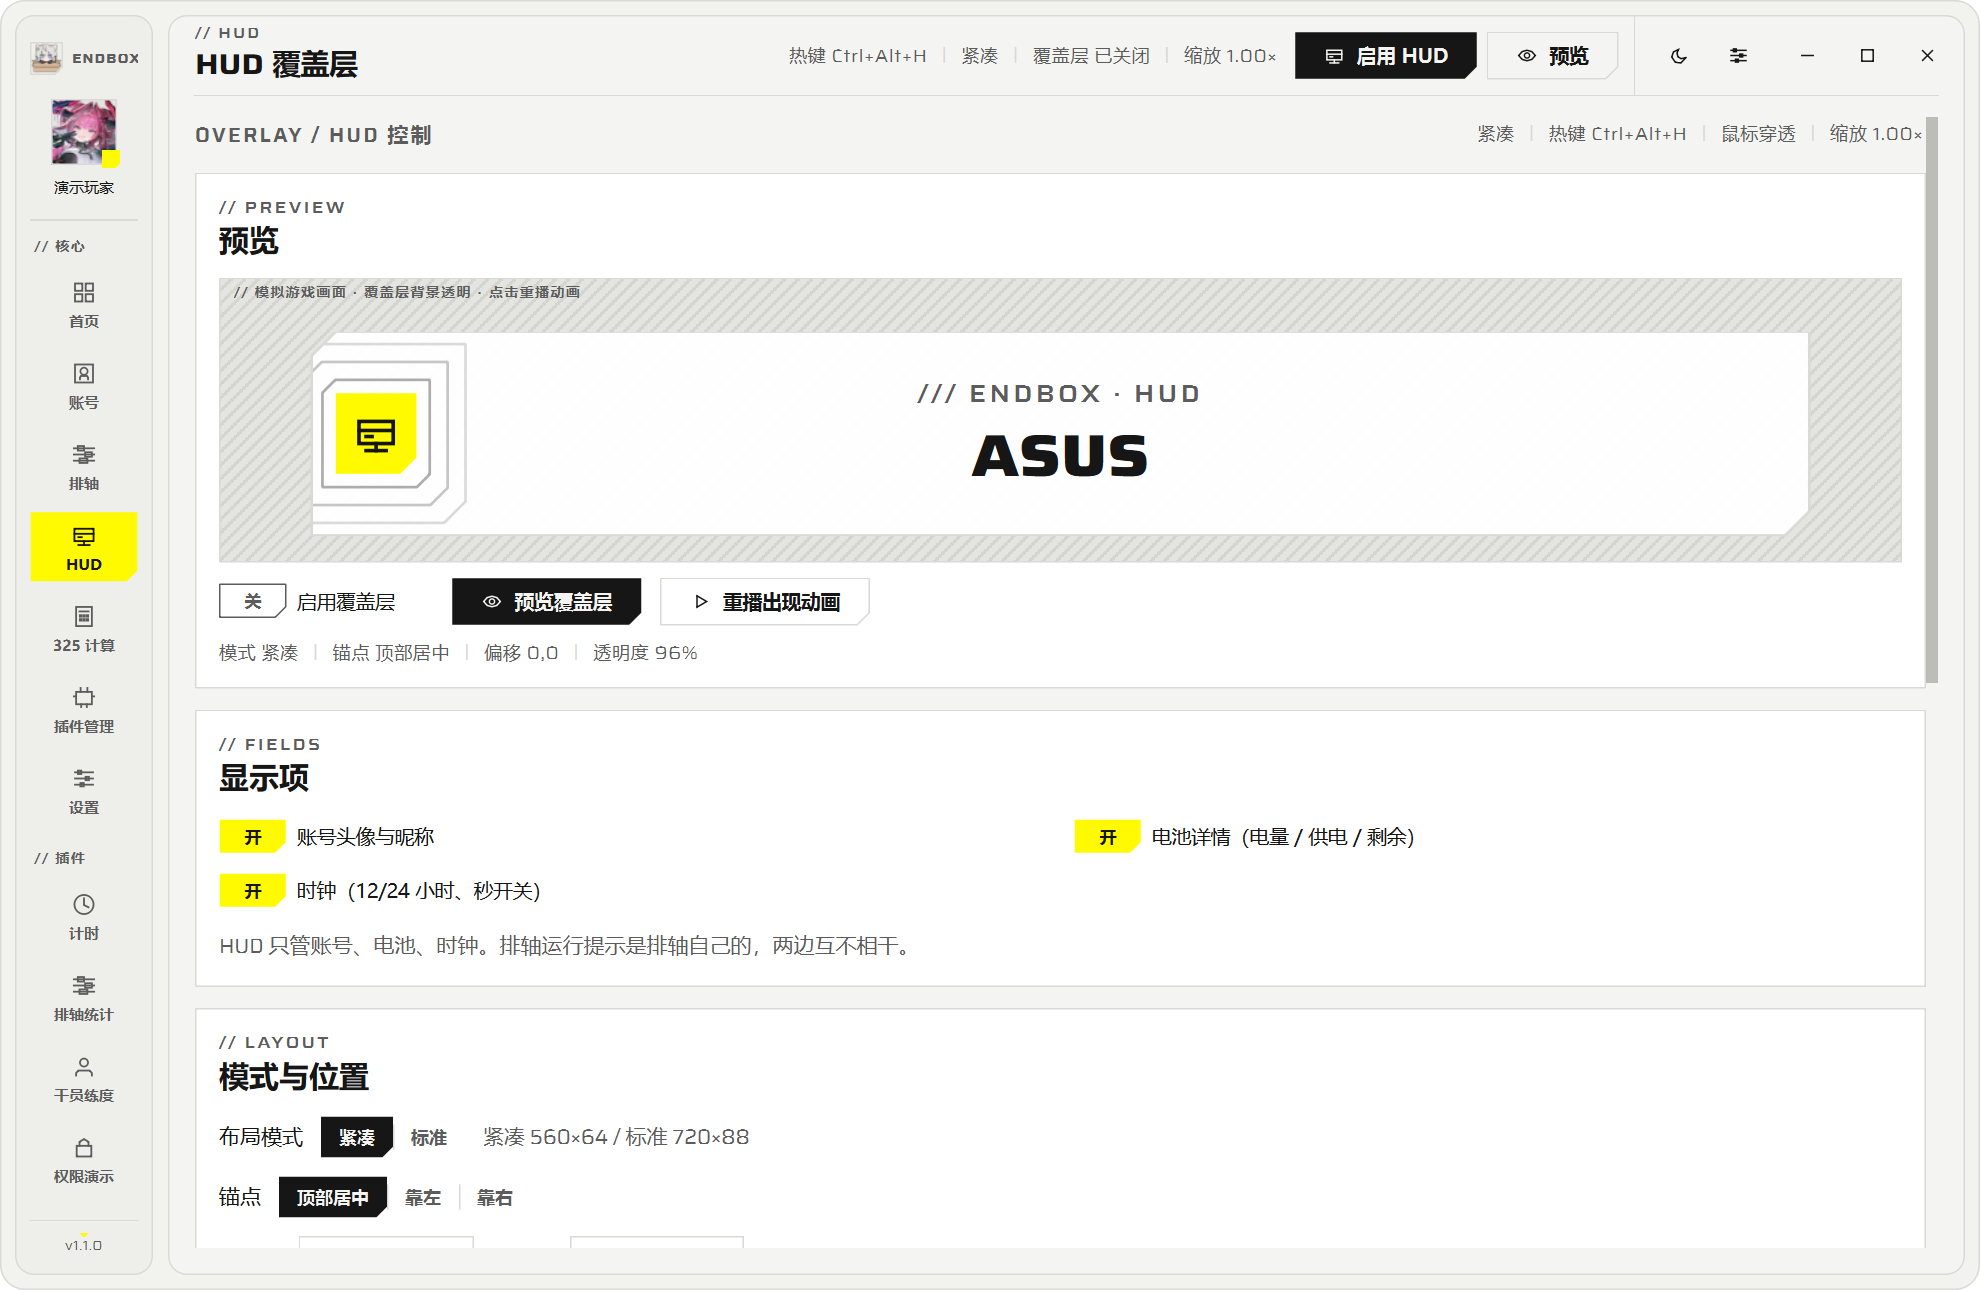 ENDBOX
演示玩家
// 核心
首页
账号
排轴
HUD
325 计算
插件管理
设置
// 插件
计时
排轴统计
干员练度
权限演示
v1.1.0
// HUD
HUD 覆盖层
热键 Ctrl+Alt+H
紧凑
覆盖层 已关闭
缩放 1.00×
启用 HUD
预览
OVERLAY / HUD 控制
紧凑
热键 Ctrl+Alt+H
鼠标穿透
缩放 1.00×
// PREVIEW
预览
// 模拟游戏画面 · 覆盖层背景透明 · 点击重播动画
/// ENDBOX · HUD
ASUS
关 启用覆盖层
预览覆盖层
重播出现动画
模式 紧凑
锚点 顶部居中
偏移 0,0
透明度 96%
// FIELDS
显示项
开 账号头像与昵称
开 电池详情（电量 / 供电 / 剩余）
开 时钟（12/24 小时、秒开关）
HUD 只管账号、电池、时钟。排轴运行提示是排轴自己的，两边互不相干。
// LAYOUT
模式与位置
布局模式 紧凑 标准 紧凑 560×64 / 标准 720×88
锚点 顶部居中 靠左 靠右